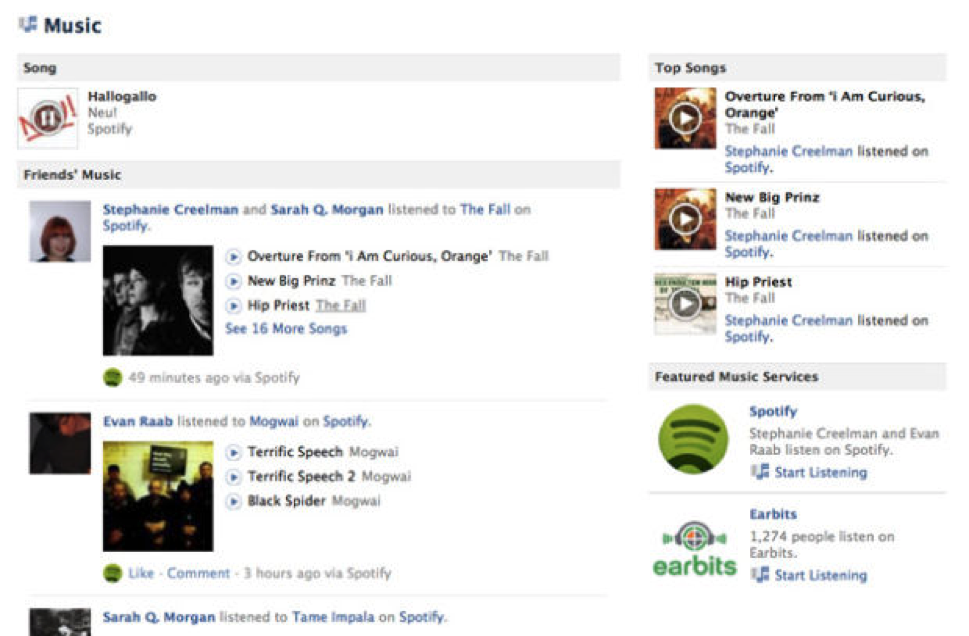 Music
Song
Hallogallo
Neu!
Spotify
Friends' Music
Stephanie Creelman and Sarah Q. Morgan listened to The Fall on
Spotify.
Overture From 'i Am Curious, Orange' The Fall
New Big Prinz The Fall
Hip Priest The Fall
See 16 More Songs
49 minutes ago via Spotify
Evan Raab listened to Mogwai on Spotify.
Terrific Speech Mogwai
Terrific Speech 2 Mogwai
Black Spider Mogwai
Like · Comment · 3 hours ago via Spotify
Sarah Q. Morgan listened to Tame Impala on Spotify.
Top Songs
Overture From 'i Am Curious,
Orange'
The Fall
Stephanie Creelman listened on
Spotify.
New Big Prinz
The Fall
Stephanie Creelman listened on
Spotify.
Hip Priest
The Fall
Stephanie Creelman listened on
Spotify.
Featured Music Services
Spotify
Stephanie Creelman and Evan
Raab listen on Spotify.
Start Listening
earbits
Earbits
1,274 people listen on
Earbits.
Start Listening